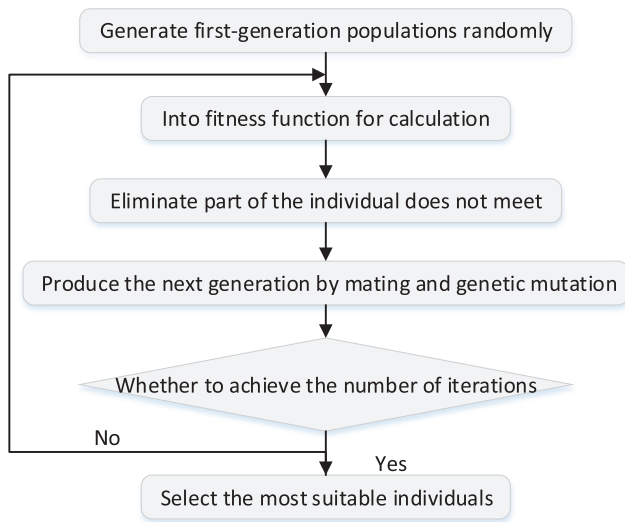 Generate first-generation populations randomly
Into fitness function for calculation
Eliminate part of the individual does not meet
Produce the next generation by mating and genetic mutation
Whether to achieve the number of iterations
No
Yes
Select the most suitable individuals